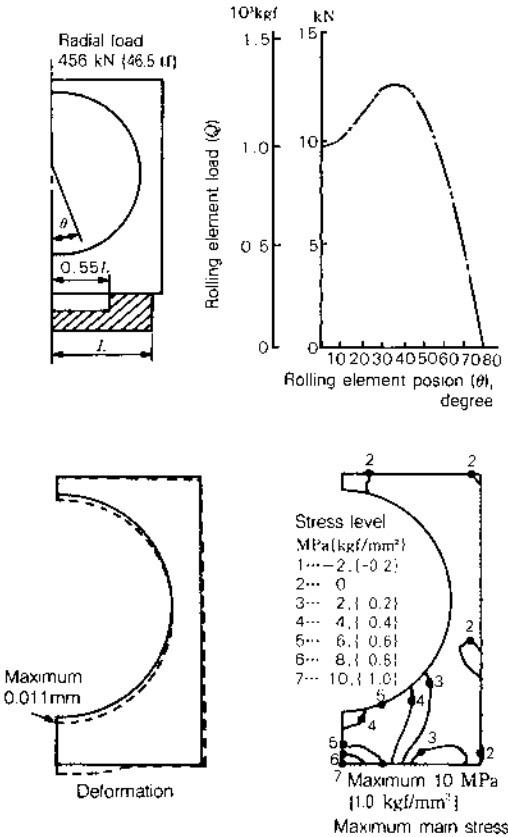 Radial load
456 kN {46.5 tf}
θ
0.55L
L
10³kgf
kN
1.5
1.0
0.5
0
15
10
5
0
Rolling element load (Q)
10 20 30 40 50 60 70 80
Rolling element posion (θ),
degree
Maximum
0.011mm
Deformation
2
2
Stress level
MPa{kgf/mm²}
1···−2,{-0.2}
2··· 0
3··· 2,{ 0.2}
4··· 4,{ 0.4}
5··· 6,{ 0.6}
6··· 8,{ 0.8}
7··· 10,{ 1.0}
2
3
5
4
4
5
6
3
2
7 Maximum 10 MPa
{1.0 kgf/mm²}
Maximum main stress